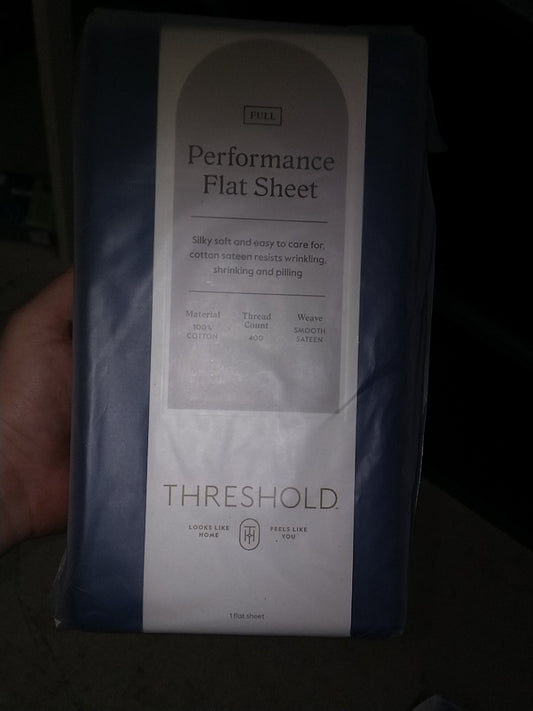 FULL
Performance
Flat Sheet
Silky soft and easy to care for,
cotton sateen resists wrinkling,
shrinking and pilling
Material
100%
COTTON
Thread
Count
400
Weave
SMOOTH
SATEEN
THRESHOLD™
LOOKS LIKE
HOME
FEELS LIKE
YOU
1 flat sheet